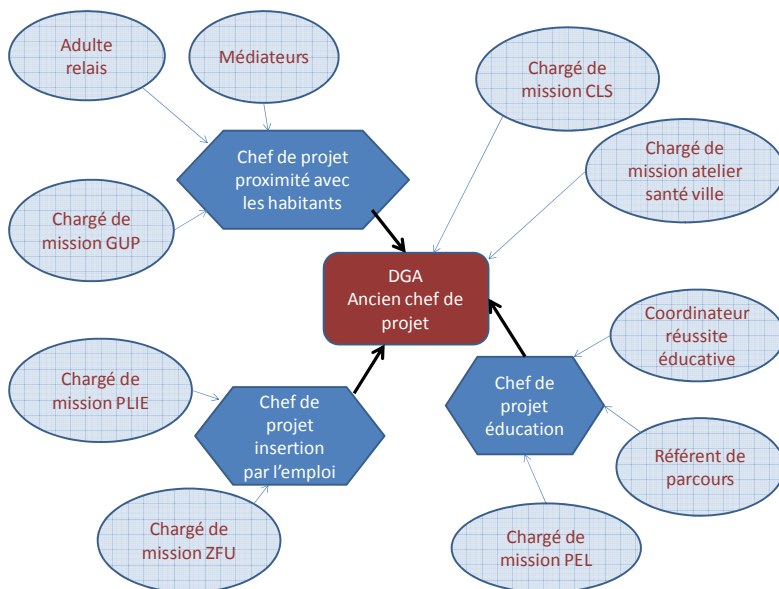 Adulte
relais
Médiateurs
Chargé de
mission CLS
Chef de projet
proximité avec
les habitants
Chargé de
mission atelier
santé ville
Chargé de
mission GUP
DGA
Ancien chef de
projet
Coordinateur
réussite
éducative
Chargé de
mission PLIE
Chef de
projet
insertion
par l’emploi
Chef de
projet
éducation
Référent de
parcours
Chargé de
mission ZFU
Chargé de
mission PEL